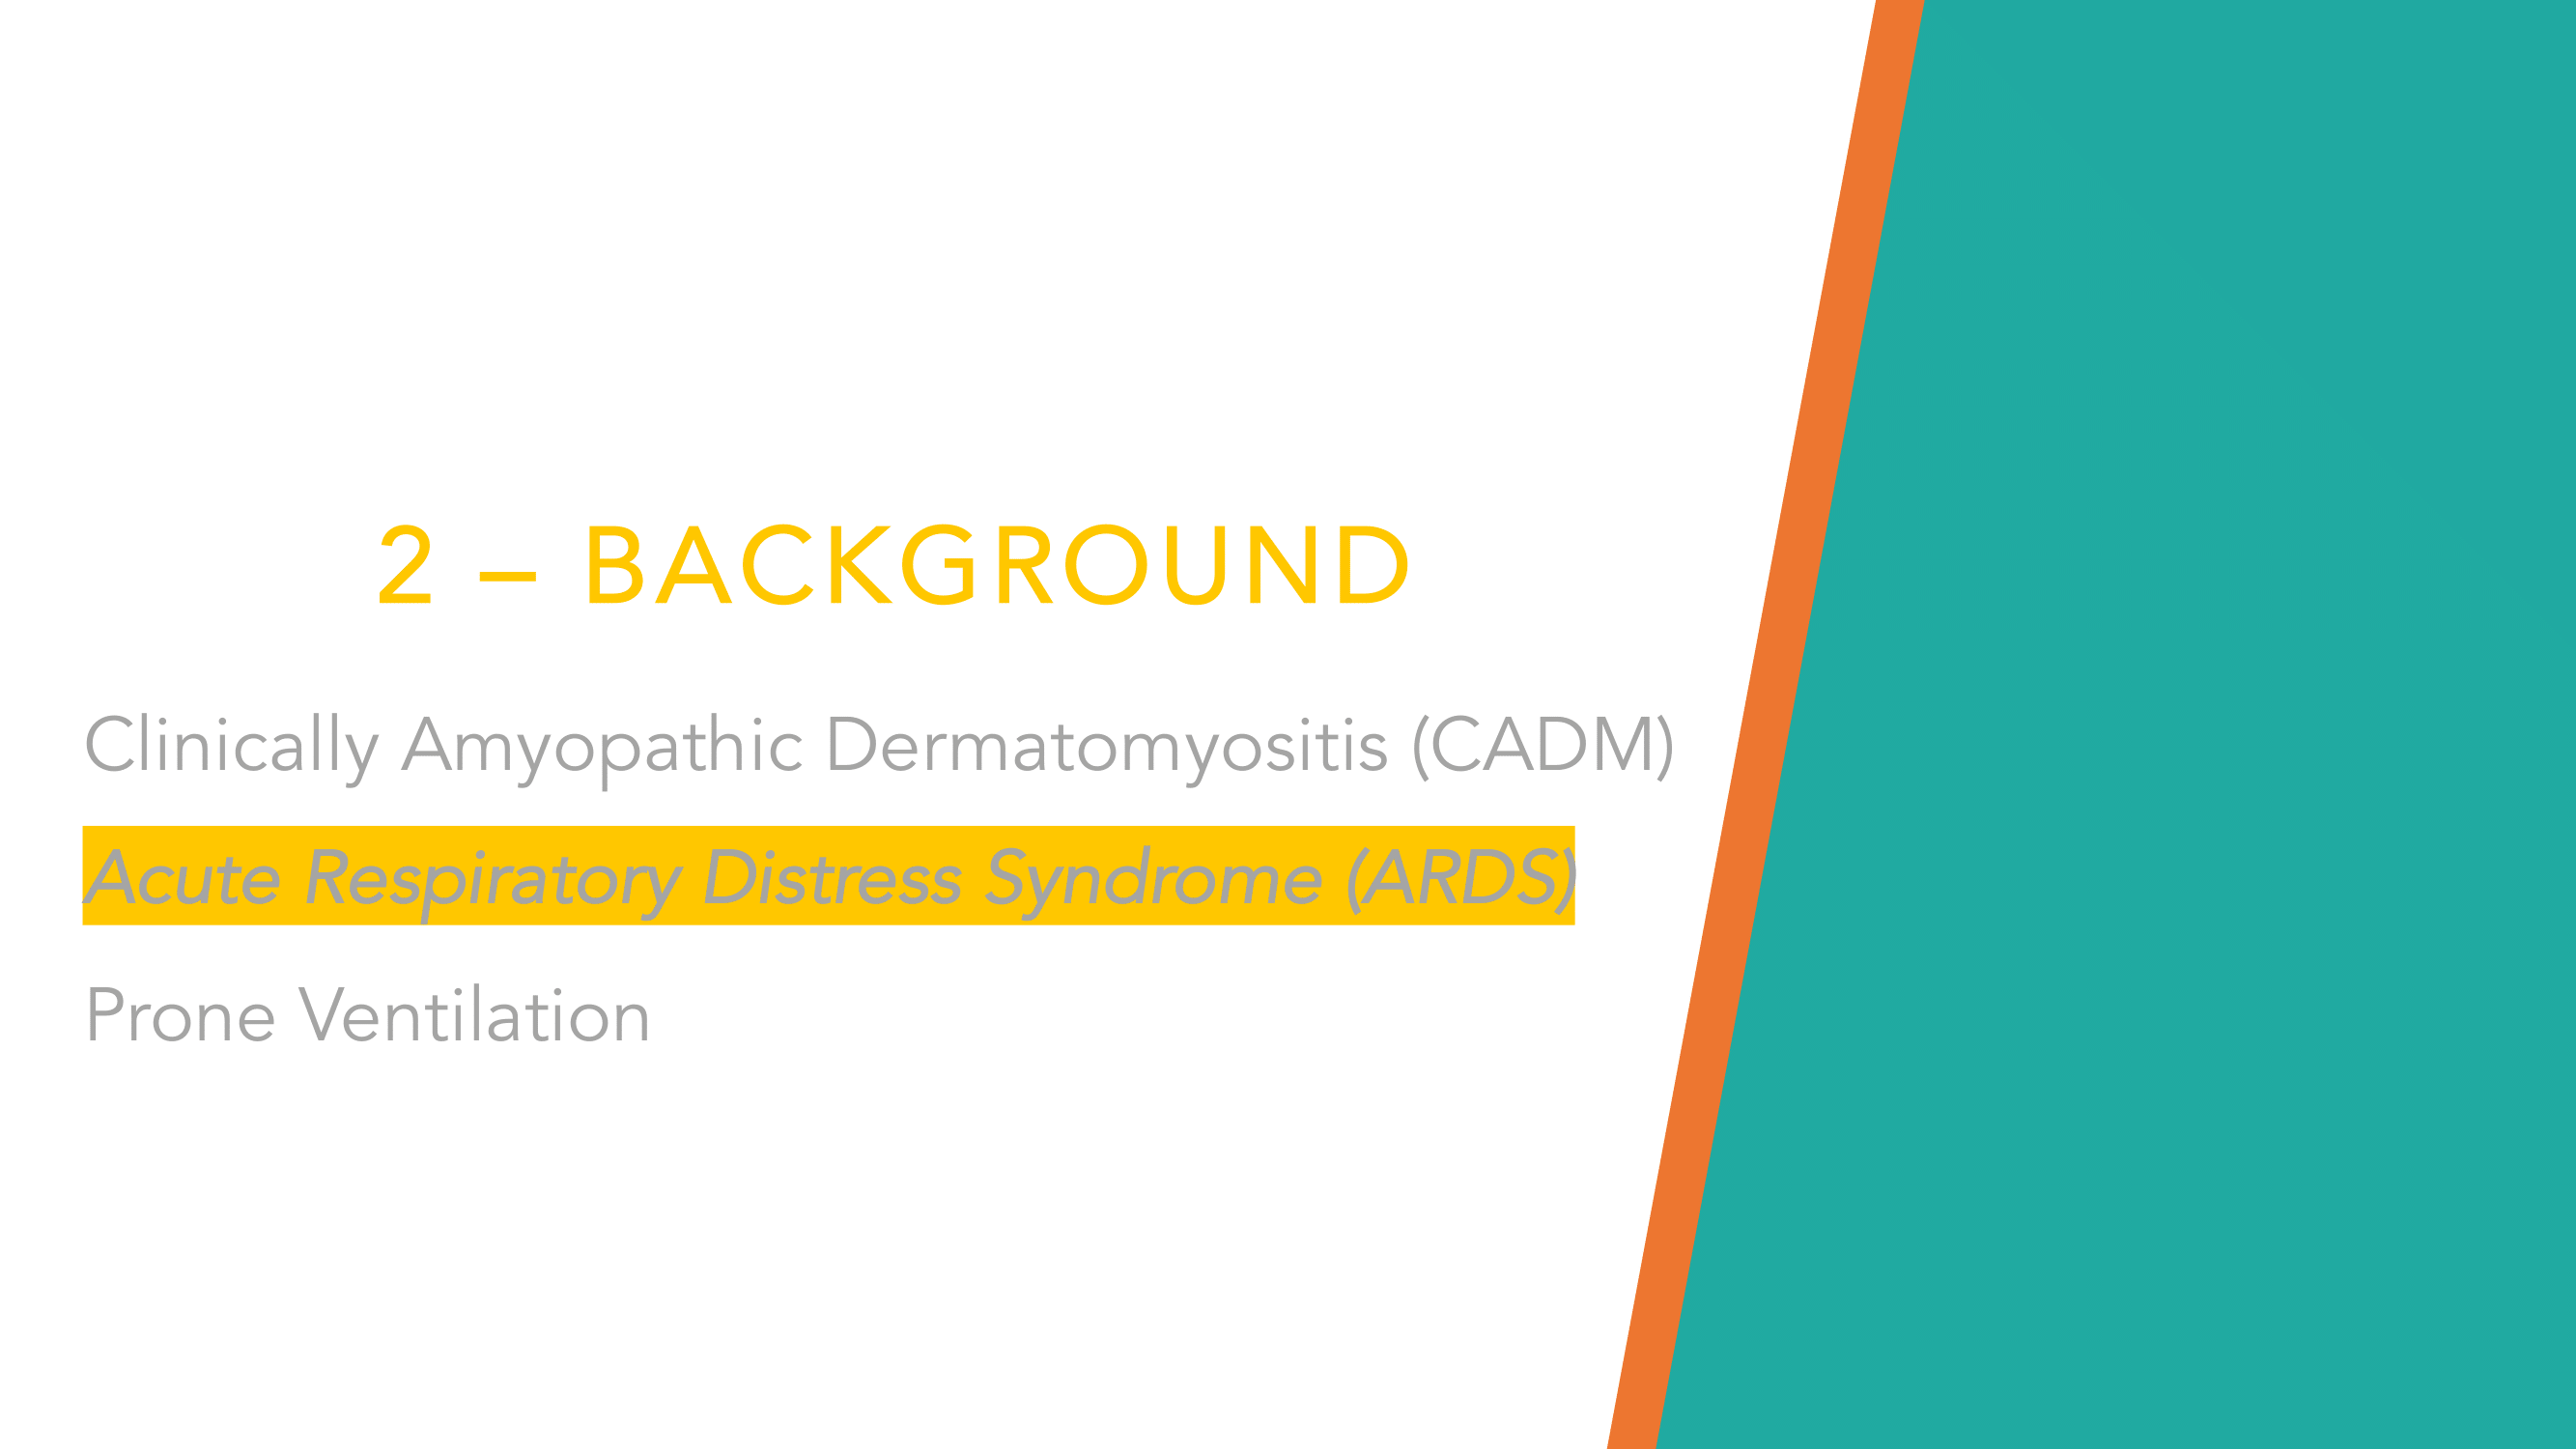 2 – BACKGROUND
Clinically Amyopathic Dermatomyositis (CADM)
Acute Respiratory Distress Syndrome (ARDS)
Prone Ventilation